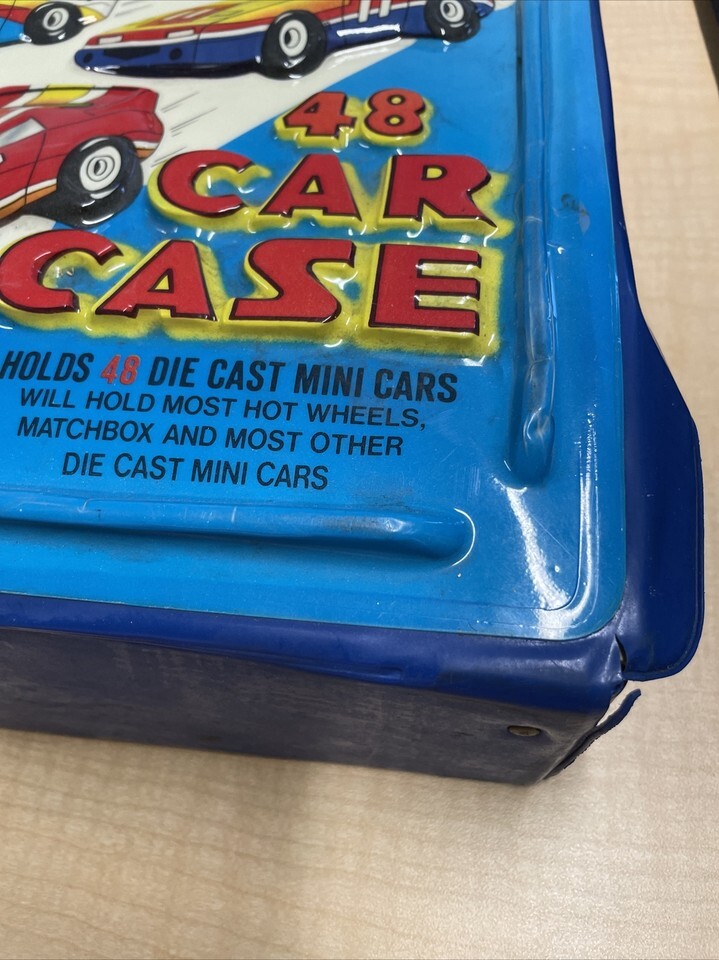 11
48
CAR
CASE
HOLDS 48 DIE CAST MINI CARS
WILL HOLD MOST HOT WHEELS,
MATCHBOX AND MOST OTHER
DIE CAST MINI CARS